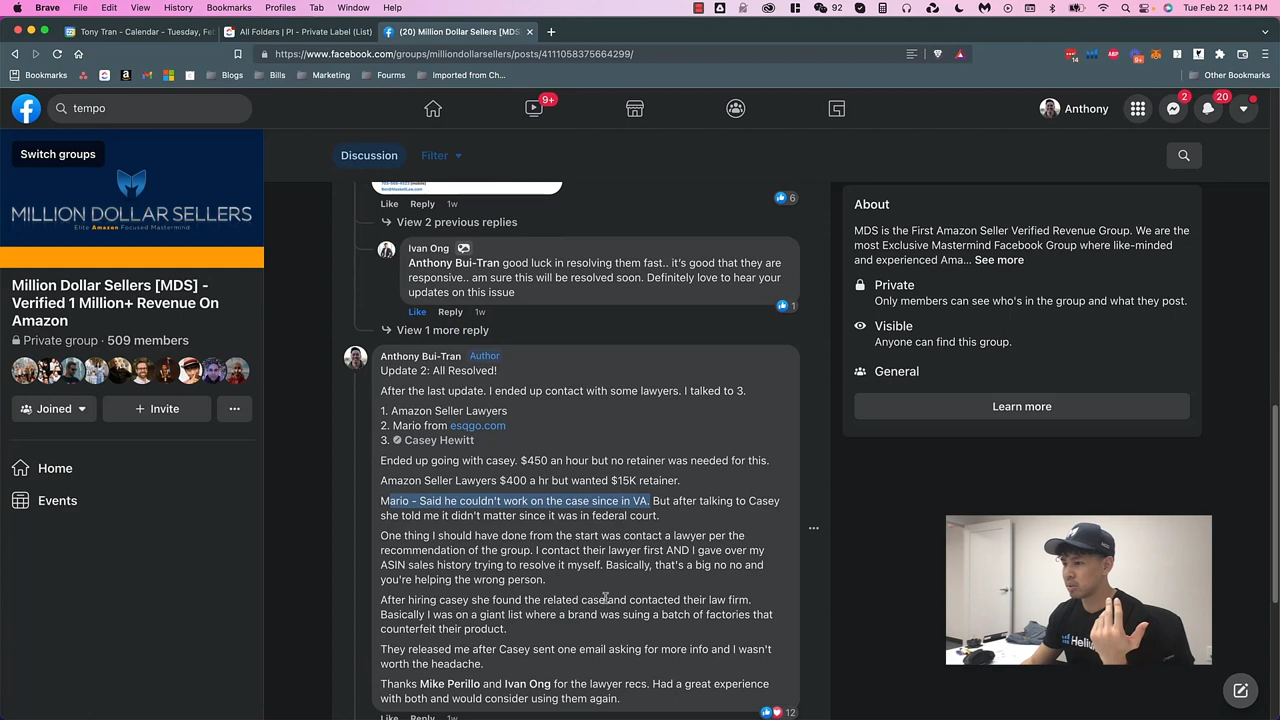 Brave File Edit View History Bookmarks Profiles Tab Window Help
92
Tue Feb 22 1:14 PM
Tony Tran - Calendar - Tuesday, Fe
All Folders | PI - Private Label (List)
(20) Million Dollar Sellers [MDS
https://www.facebook.com/groups/milliondollarsellers/posts/4111058375664299/
14
ABP
9+
Bookmarks
Blogs
Bills
Marketing
Fourms
Imported from Ch...
Other Bookmarks
tempo
9+
Anthony
2
20
Switch groups
MILLION DOLLAR SELLERS
Elite Amazon Focused Mastermind
Million Dollar Sellers [MDS] -
Verified 1 Million+ Revenue On
Amazon
Private group · 509 members
Joined
+ Invite
Home
Events
Discussion
Filter
6
Like Reply 1w
View 2 previous replies
Ivan Ong
Anthony Bui-Tran good luck in resolving them fast.. it's good that they are
responsive.. am sure this will be resolved soon. Definitely love to hear your
updates on this issue
1
Like Reply 1w
View 1 more reply
Anthony Bui-Tran Author
Update 2: All Resolved!
After the last update. I ended up contact with some lawyers. I talked to 3.
1. Amazon Seller Lawyers
2. Mario from esqgo.com
3. Casey Hewitt
Ended up going with casey. $450 an hour but no retainer was needed for this.
Amazon Seller Lawyers $400 a hr but wanted $15K retainer.
Mario - Said he couldn't work on the case since in VA. But after talking to Casey
she told me it didn't matter since it was in federal court.
One thing I should have done from the start was contact a lawyer per the
recommendation of the group. I contact their lawyer first AND I gave over my
ASIN sales history trying to resolve it myself. Basically, that's a big no no and
you're helping the wrong person.
After hiring casey she found the related case and contacted their law firm.
Basically I was on a giant list where a brand was suing a batch of factories that
counterfeit their product.
They released me after Casey sent one email asking for more info and I wasn't
worth the headache.
Thanks Mike Perillo and Ivan Ong for the lawyer recs. Had a great experience
with both and would consider using them again.
12
Like Reply 1w
About
MDS is the First Amazon Seller Verified Revenue Group. We are the
most Exclusive Mastermind Facebook Group where like-minded
and experienced Ama... See more
Private
Only members can see who's in the group and what they post.
Visible
Anyone can find this group.
General
Learn more